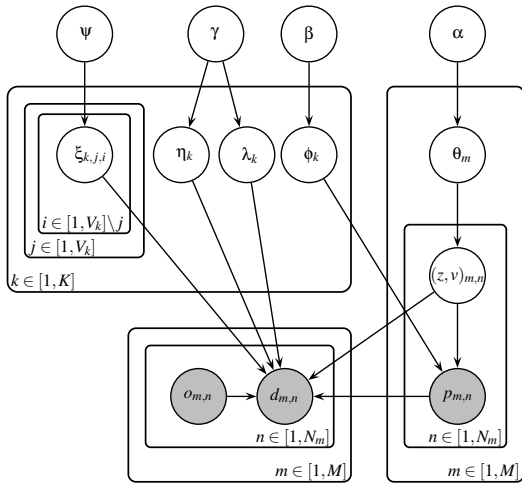 ψ γ β α
ξk,j,i ηk λk ϕk θm
i ∈ [1,Vk]\j
j ∈ [1,Vk]
k ∈ [1,K]
(z,v)m,n
om,n dm,n pm,n
n ∈ [1,Nm] n ∈ [1,Nm]
m ∈ [1,M] m ∈ [1,M]